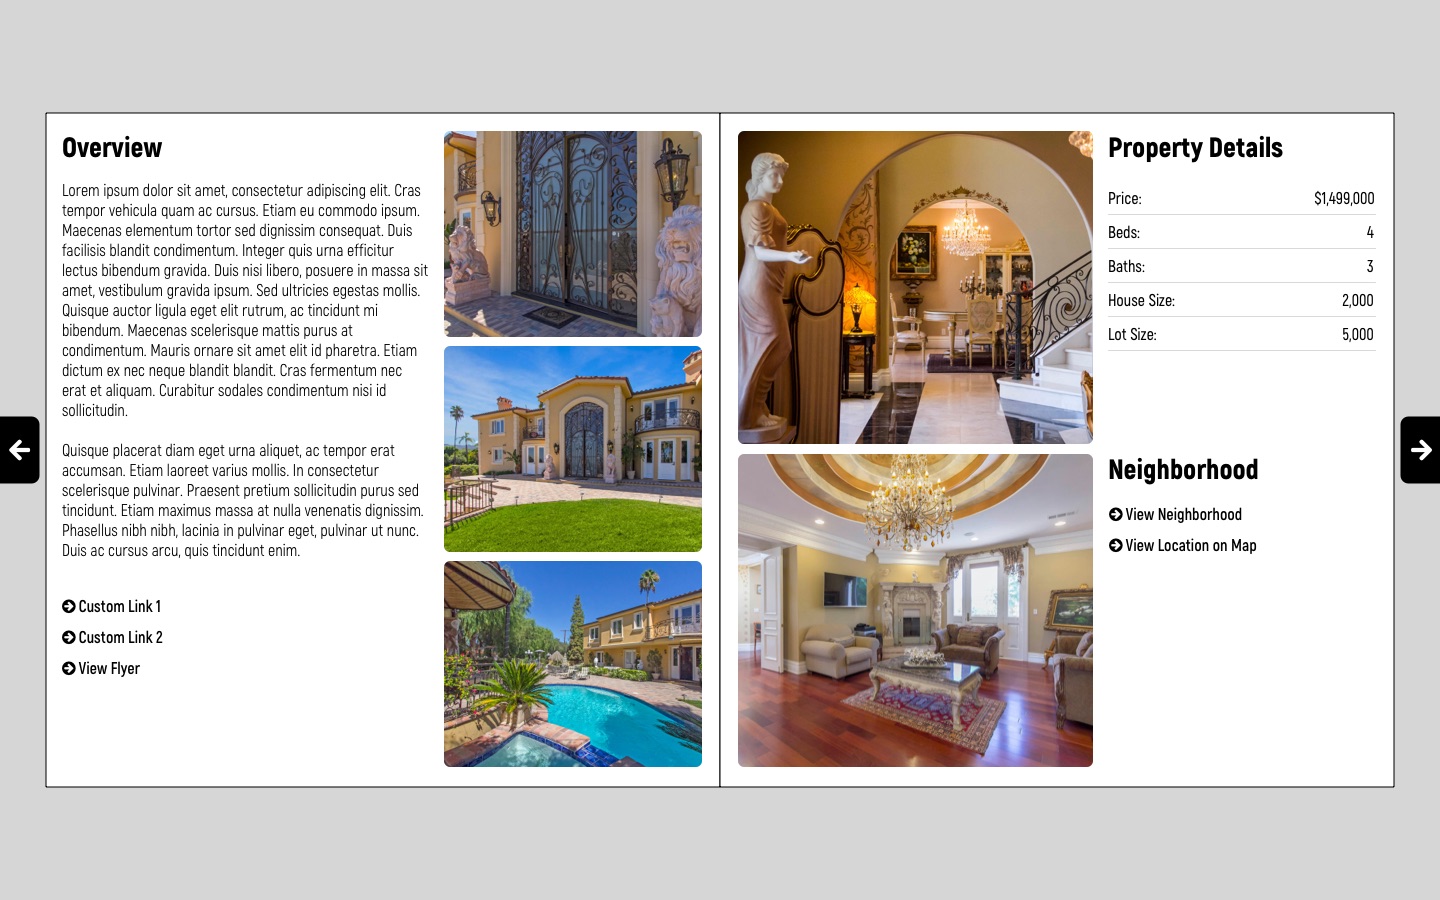 Overview
Lorem ipsum dolor sit amet, consectetur adipiscing elit. Cras
tempor vehicula quam ac cursus. Etiam eu commodo ipsum.
Maecenas elementum tortor sed dignissim consequat. Duis
facilisis blandit condimentum. Integer quis urna efficitur
lectus bibendum gravida. Duis nisi libero, posuere in massa sit
amet, vestibulum gravida ipsum. Sed ultricies egestas mollis.
Quisque auctor ligula eget elit rutrum, ac tincidunt mi
bibendum. Maecenas scelerisque mattis purus at
condimentum. Mauris ornare sit amet elit id pharetra. Etiam
dictum ex nec neque blandit blandit. Cras fermentum nec
erat et aliquam. Curabitur sodales condimentum nisi id
sollicitudin.
Quisque placerat diam eget urna aliquet, ac tempor erat
accumsan. Etiam laoreet varius mollis. In consectetur
scelerisque pulvinar. Praesent pretium sollicitudin purus sed
tincidunt. Etiam maximus massa at nulla venenatis dignissim.
Phasellus nibh nibh, lacinia in pulvinar eget, pulvinar ut nunc.
Duis ac cursus arcu, quis tincidunt enim.
Custom Link 1
Custom Link 2
View Flyer
Property Details
Price: $1,499,000
Beds: 4
Baths: 3
House Size: 2,000
Lot Size: 5,000
Neighborhood
View Neighborhood
View Location on Map